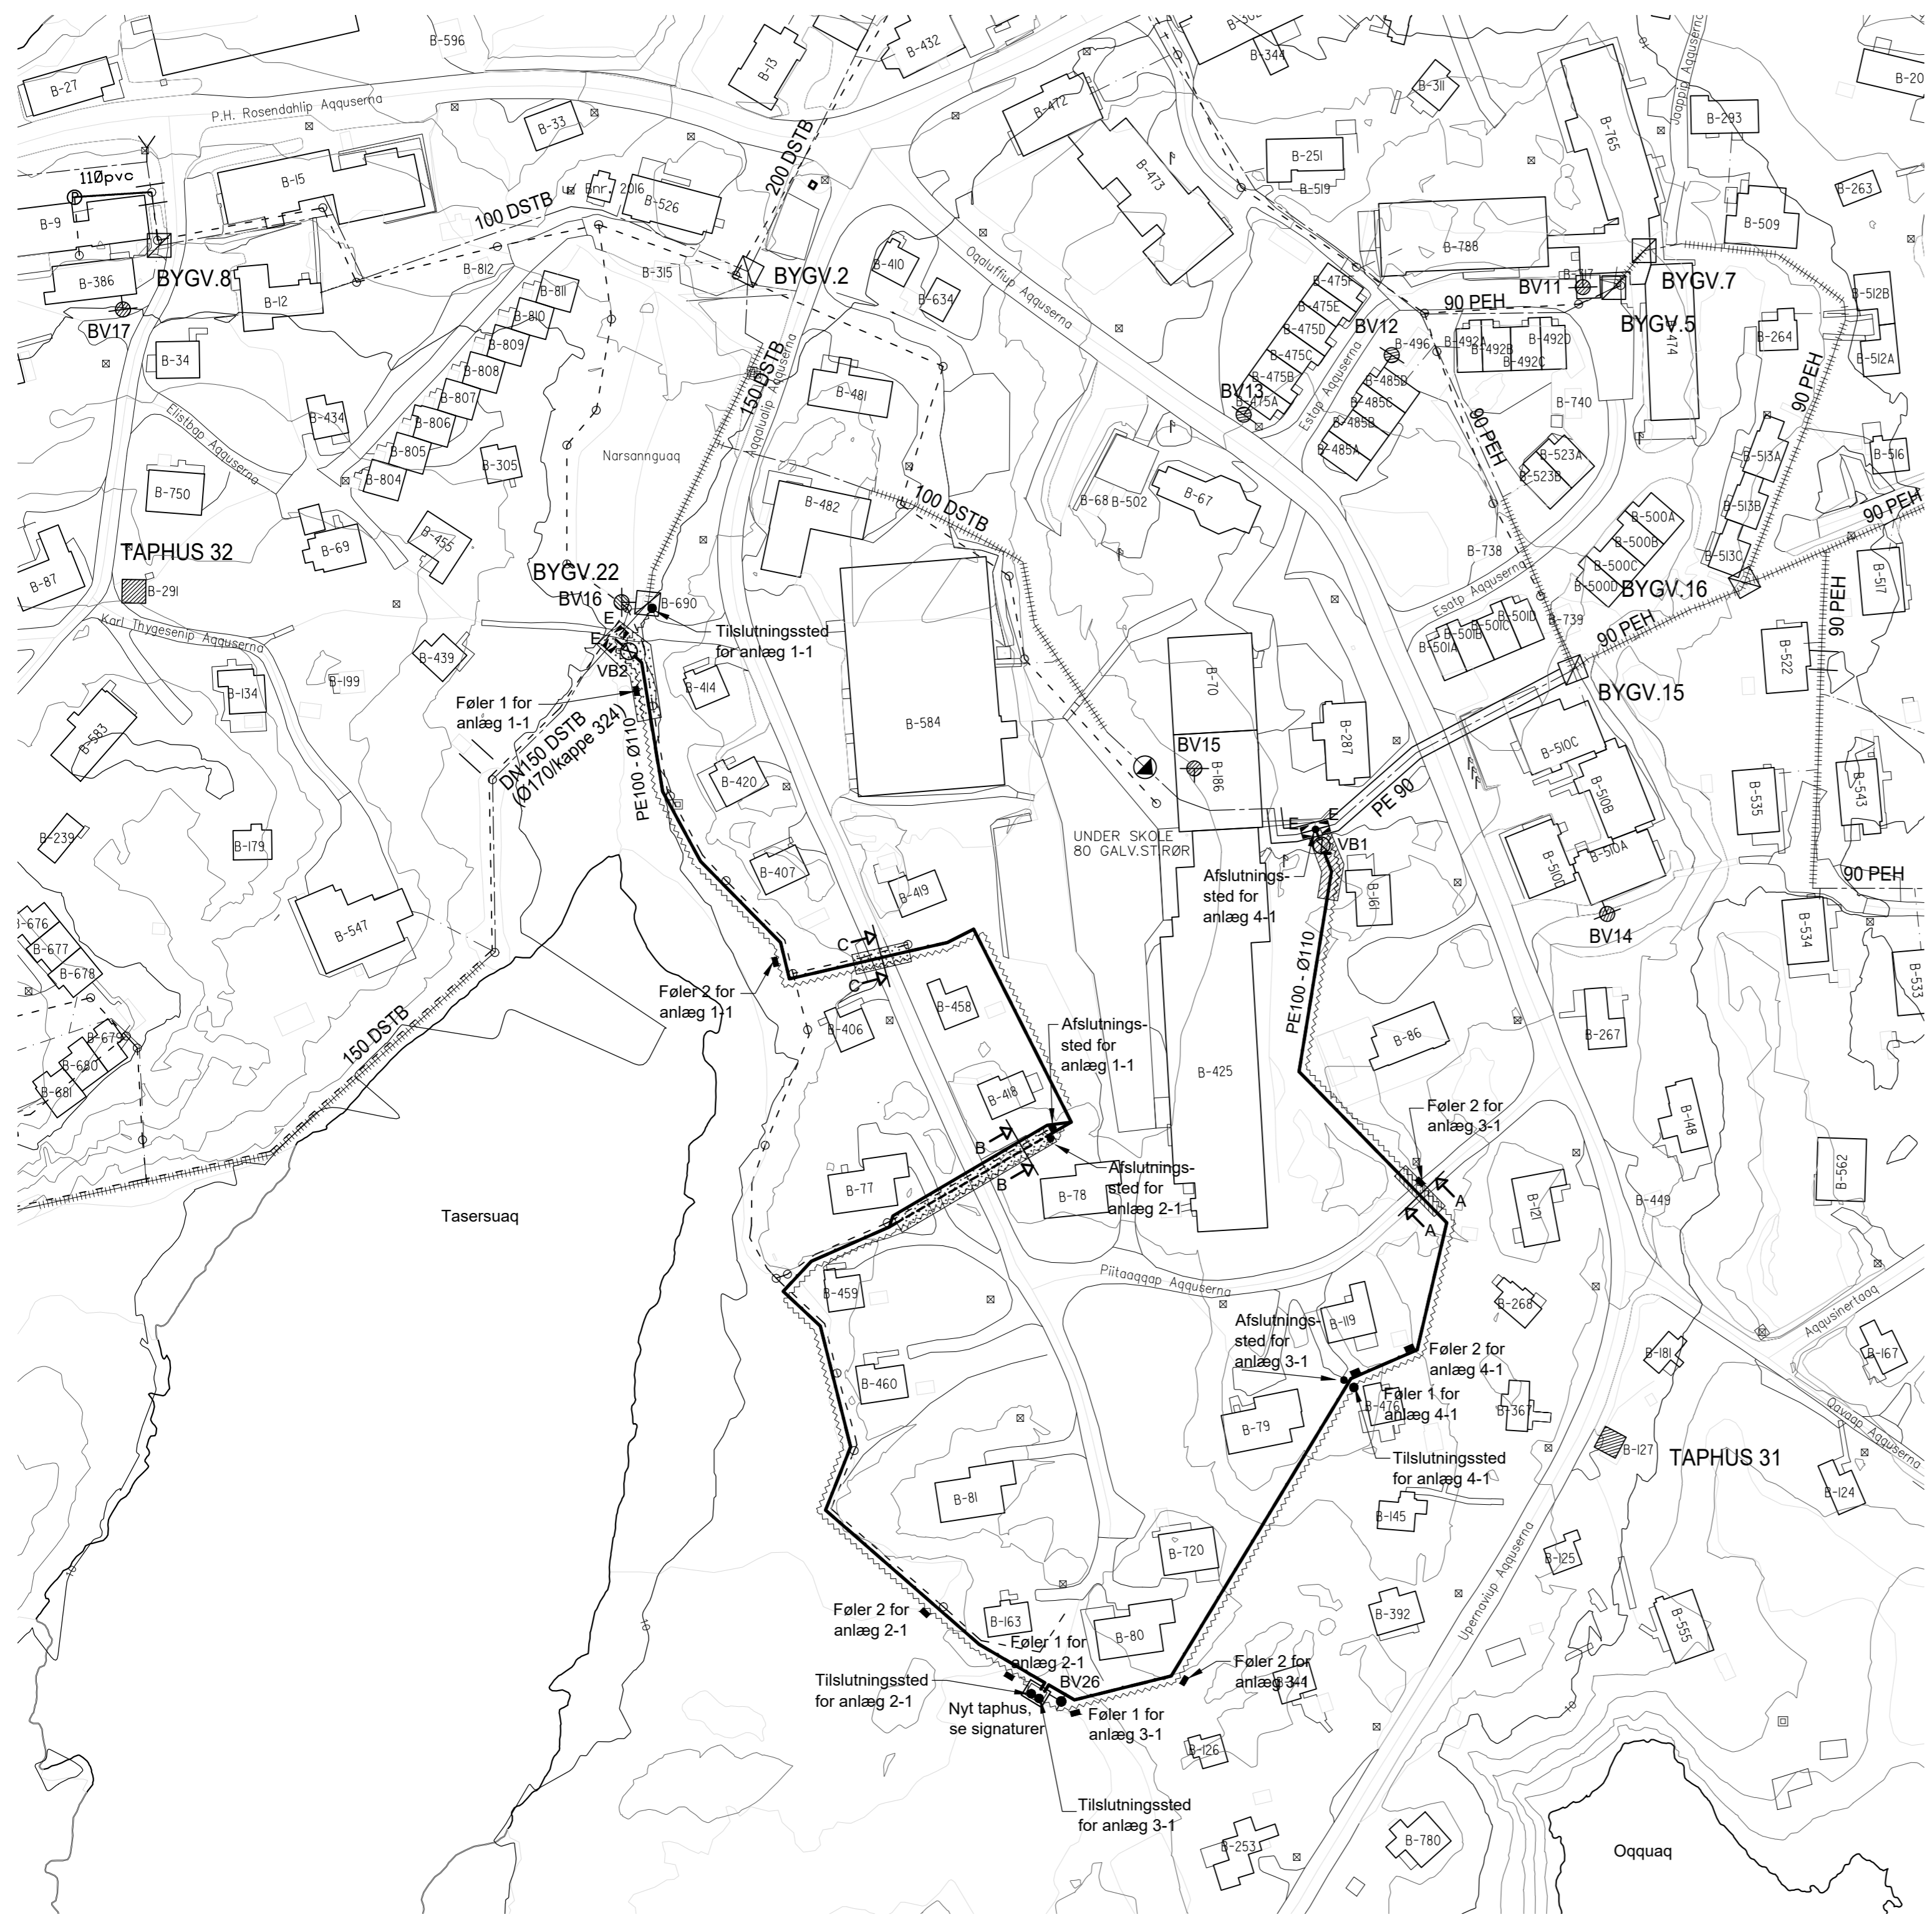 B-596
B-27
P.H. Rosendahlip Aqquserna
B-33
B-13
B-432
B-344
B-311
B-765
Jaappip Aqquserna
B-293
B-20
B-472
B-473
B-251
B-519
B-263
B-509
110pvc
B-9
B-15
100 DSTB
Bnr. 2016
B-526
200 DSTB
B-386
BV17
BYGV.8
B-12
B-812
B-811
B-810
B-809
B-808
B-807
B-806
B-805
B-804
B-315
BYGV.2
B-410
B-634
Oqaluffiup Aqquserna
B-788
B-475F
B-475E
B-475D
B-475C
B-475B
B-475A
BV12
B-496
BV13
Estap Aqquserna
B-485D
B-485C
B-485B
B-485A
90 PEH
B-492A
B-492B
B-492C
B-492D
BV11
BYGV.7
BYGV.5
B-474
B-264
B-512B
B-512A
B-34
Elistbap Aqquserna
B-434
B-305
B-750
B-69
B-455
Narsannguaq
150 DSTB
Aqqalualip Aqquserna
B-481
B-482
100 DSTB
B-68
B-502
B-67
90 PEH
B-740
B-523A
B-523B
B-738
B-500A
B-500B
B-500C
B-500D
90 PEH
B-513A
B-513B
B-513C
B-516
90 PEH
B-517
B-87
TAPHUS 32
B-291
Karl Thygesenip Aqquserna
BYGV.22
BV16
B-690
E
E
VB2
Tilslutningssted
for anlæg 1-1
B-439
B-134
B-199
Føler 1 for
anlæg 1-1
B-414
B-584
B-70
B-186
BV15
B-287
Esatp Aqquserna
B-501A
B-501B
B-501C
B-501D
B-739
BYGV.16
90 PEH
90 PEH
B-522
BYGV.15
B-583
DN150 DSTB
(Ø170/kappe 324)
PE100 - Ø110
B-420
B-407
B-419
UNDER SKOLE
80 GALV.ST.RØR
E
E
VB1
PE 90
Afslutnings-
sted for
anlæg 4-1
B-161
B-510C
B-510B
B-510A
B-510D
B-535
B-543
90 PEH
BV14
B-534
B-533
B-239
B-179
B-547
B-676
B-677
B-678
B-679
B-680
B-681
150 DSTB
C
C
Føler 2 for
anlæg 1-1
B-406
B-458
Afslutnings-
sted for
anlæg 1-1
B-418
B-425
PE100 - Ø110
B-86
B-267
Føler 2 for
anlæg 3-1
B-148
B-562
B
B
Afslutnings-
sted for
anlæg 2-1
B-77
B-78
A
A
B-121
B-449
Tasersuaq
Piitaaqqap Aqquserna
B-459
B-268
B-119
Afslutnings-
sted for
anlæg 3-1
Føler 2 for
anlæg 4-1
Føler 1 for
anlæg 4-1
B-476
B-367
B-181
Aqqusinertaaq
B-167
Qavaap Aqquserna
B-460
B-79
Tilslutningssted
for anlæg 4-1
B-127
TAPHUS 31
B-124
B-81
B-145
B-125
B-720
Upernaviup Aqquserna
B-392
B-555
Føler 2 for
anlæg 2-1
B-163
B-80
Føler 1 for
anlæg 2-1
BV26
Føler 2 for
anlæg 3-1
Tilslutningssted
for anlæg 2-1
Nyt taphus,
se signaturer
Føler 1 for
anlæg 3-1
B-126
Tilslutningssted
for anlæg 3-1
B-253
B-780
Oqquaq